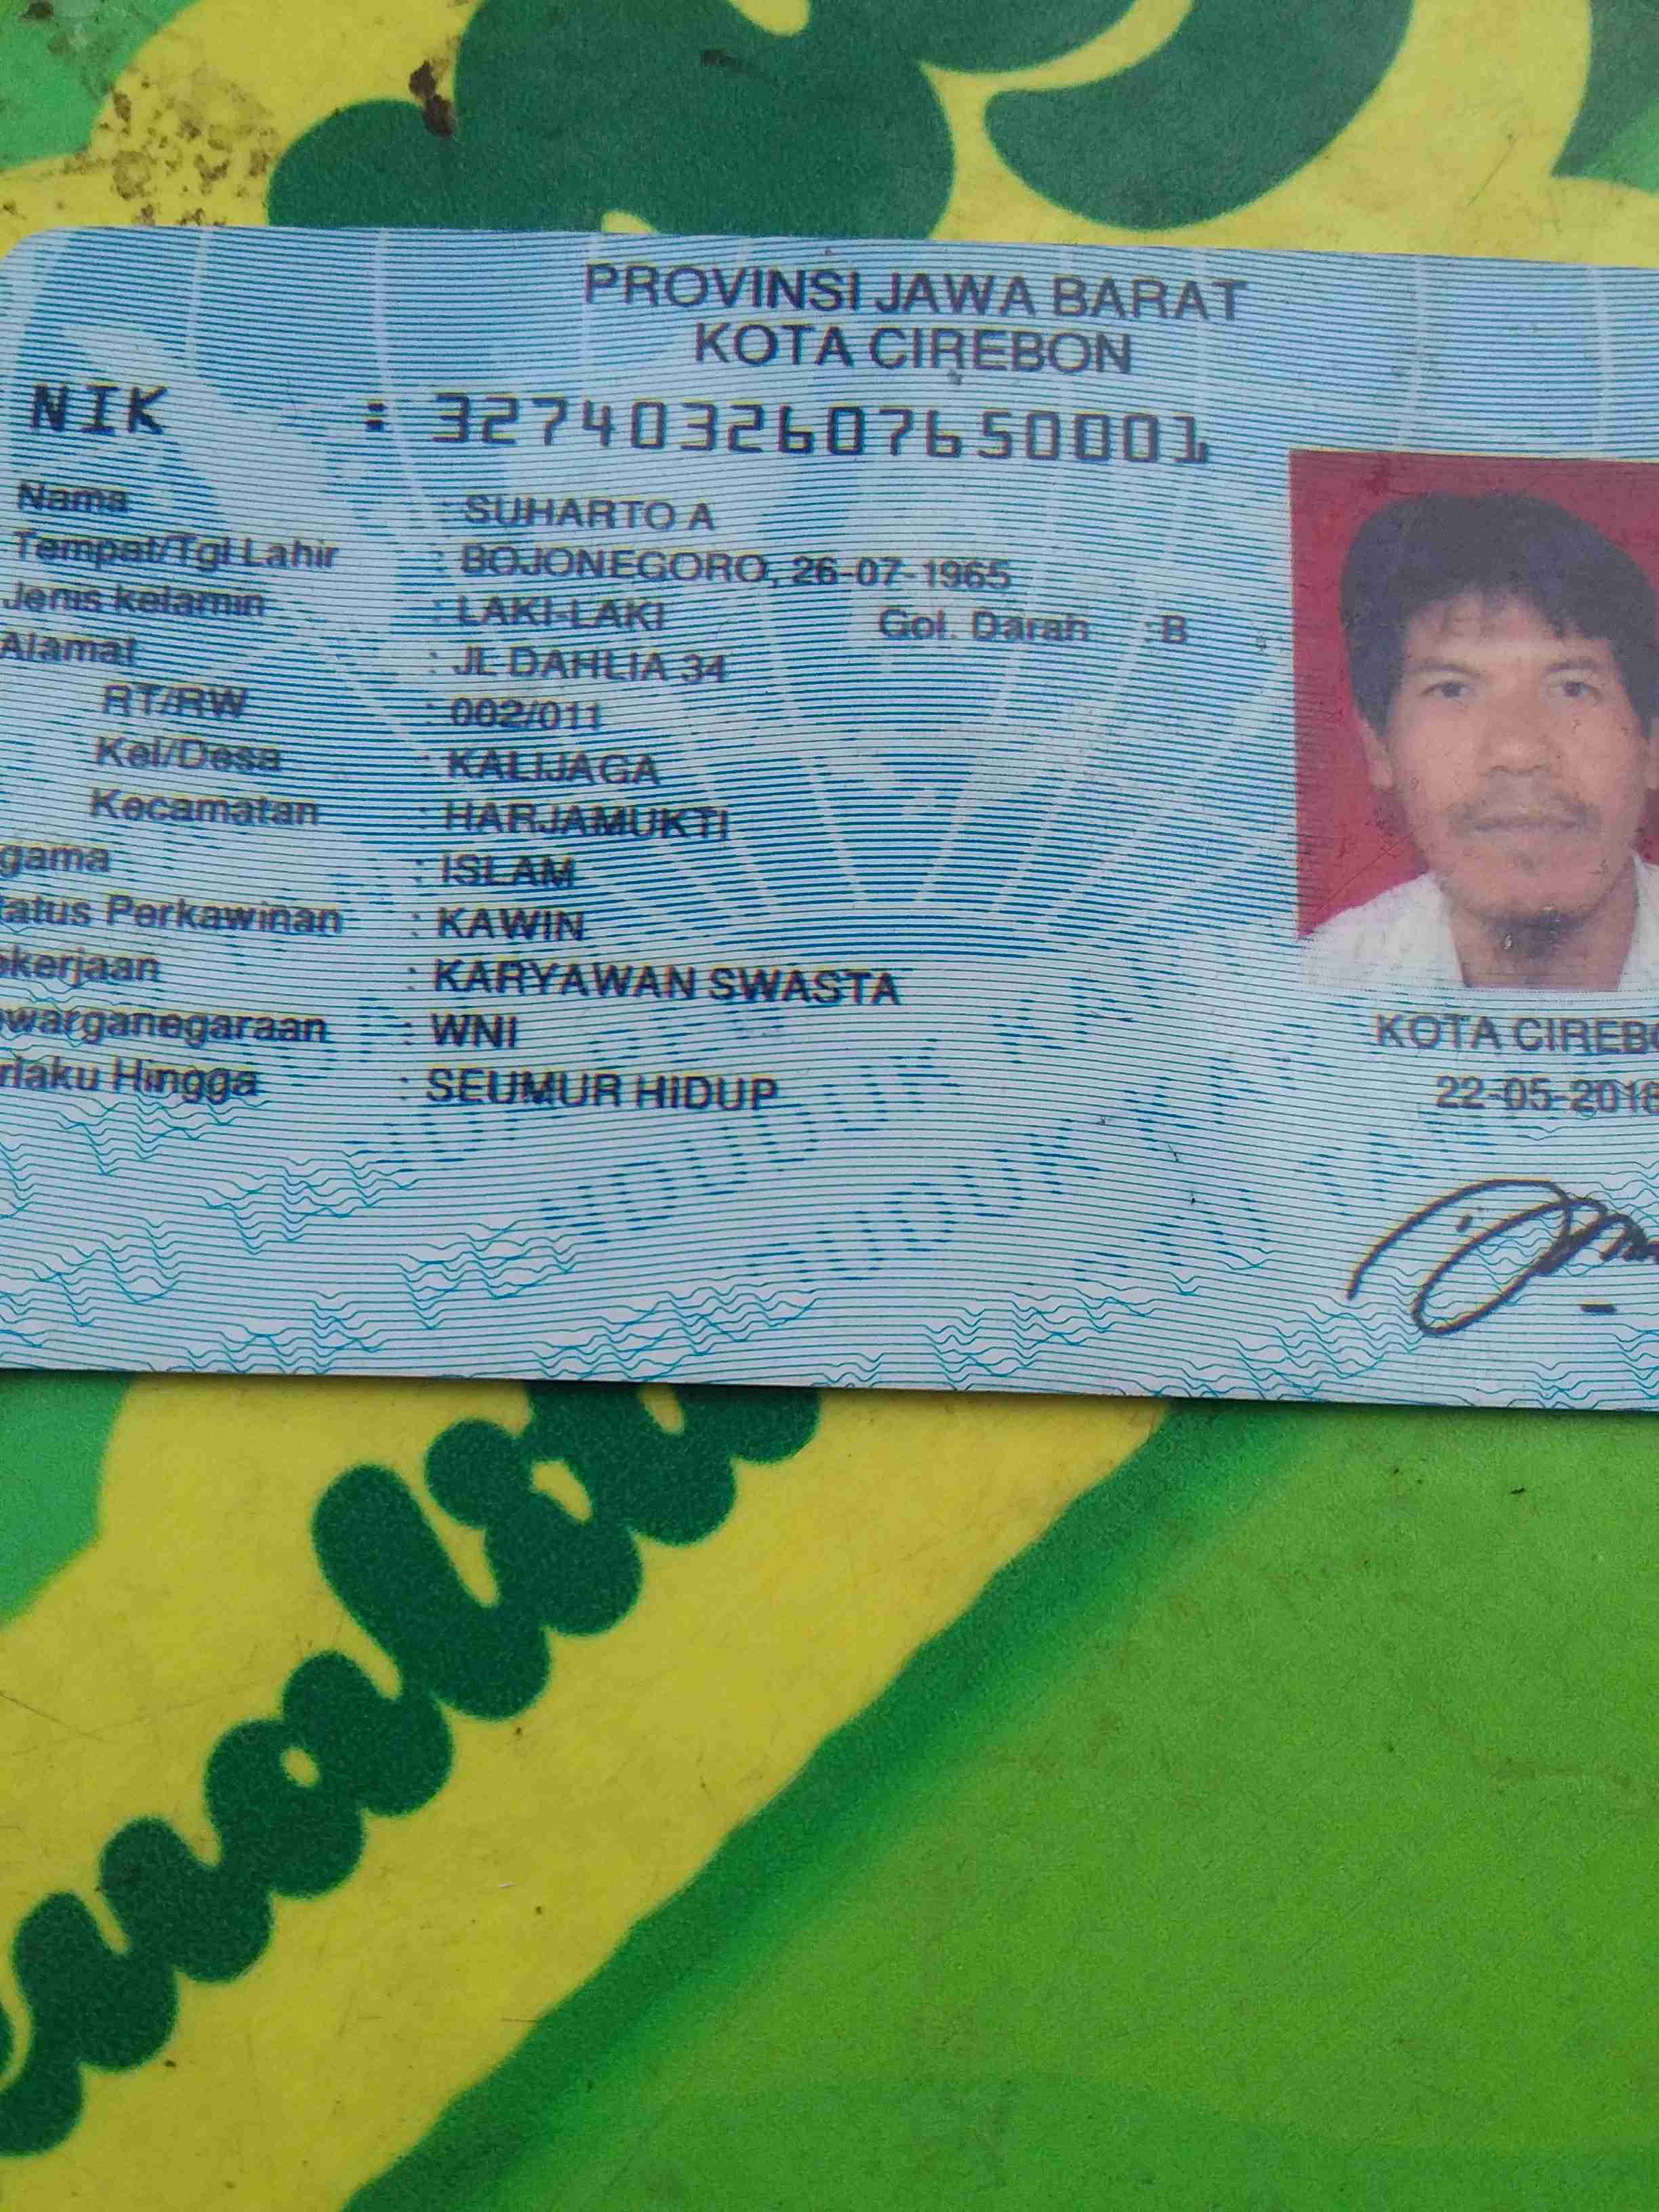 PROVINSI JAWA BARAT
KOTA CIREBON
NIK : 3274032607650001
Nama : SUHARTO A
Tempat/Tgl Lahir : BOJONEGORO, 26-07-1965
Jenis kelamin : LAKI-LAKI Gol. Darah : B
Alamat : JL DAHLIA 34
RT/RW : 002/011
Kel/Desa : KALIJAGA
Kecamatan : HARJAMUKTI
gama : ISLAM
tatus Perkawinan : KAWIN
ekerjaan : KARYAWAN SWASTA
warganegaraan : WNI
rlaku Hingga : SEUMUR HIDUP
KOTA CIREBO
22-05-2018